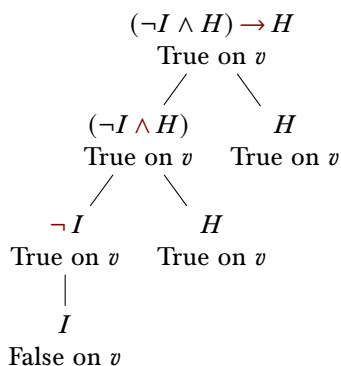 (¬I ∧ H) → H
True on v
(¬I ∧ H) H
True on v True on v
¬ I H
True on v True on v
I
False on v